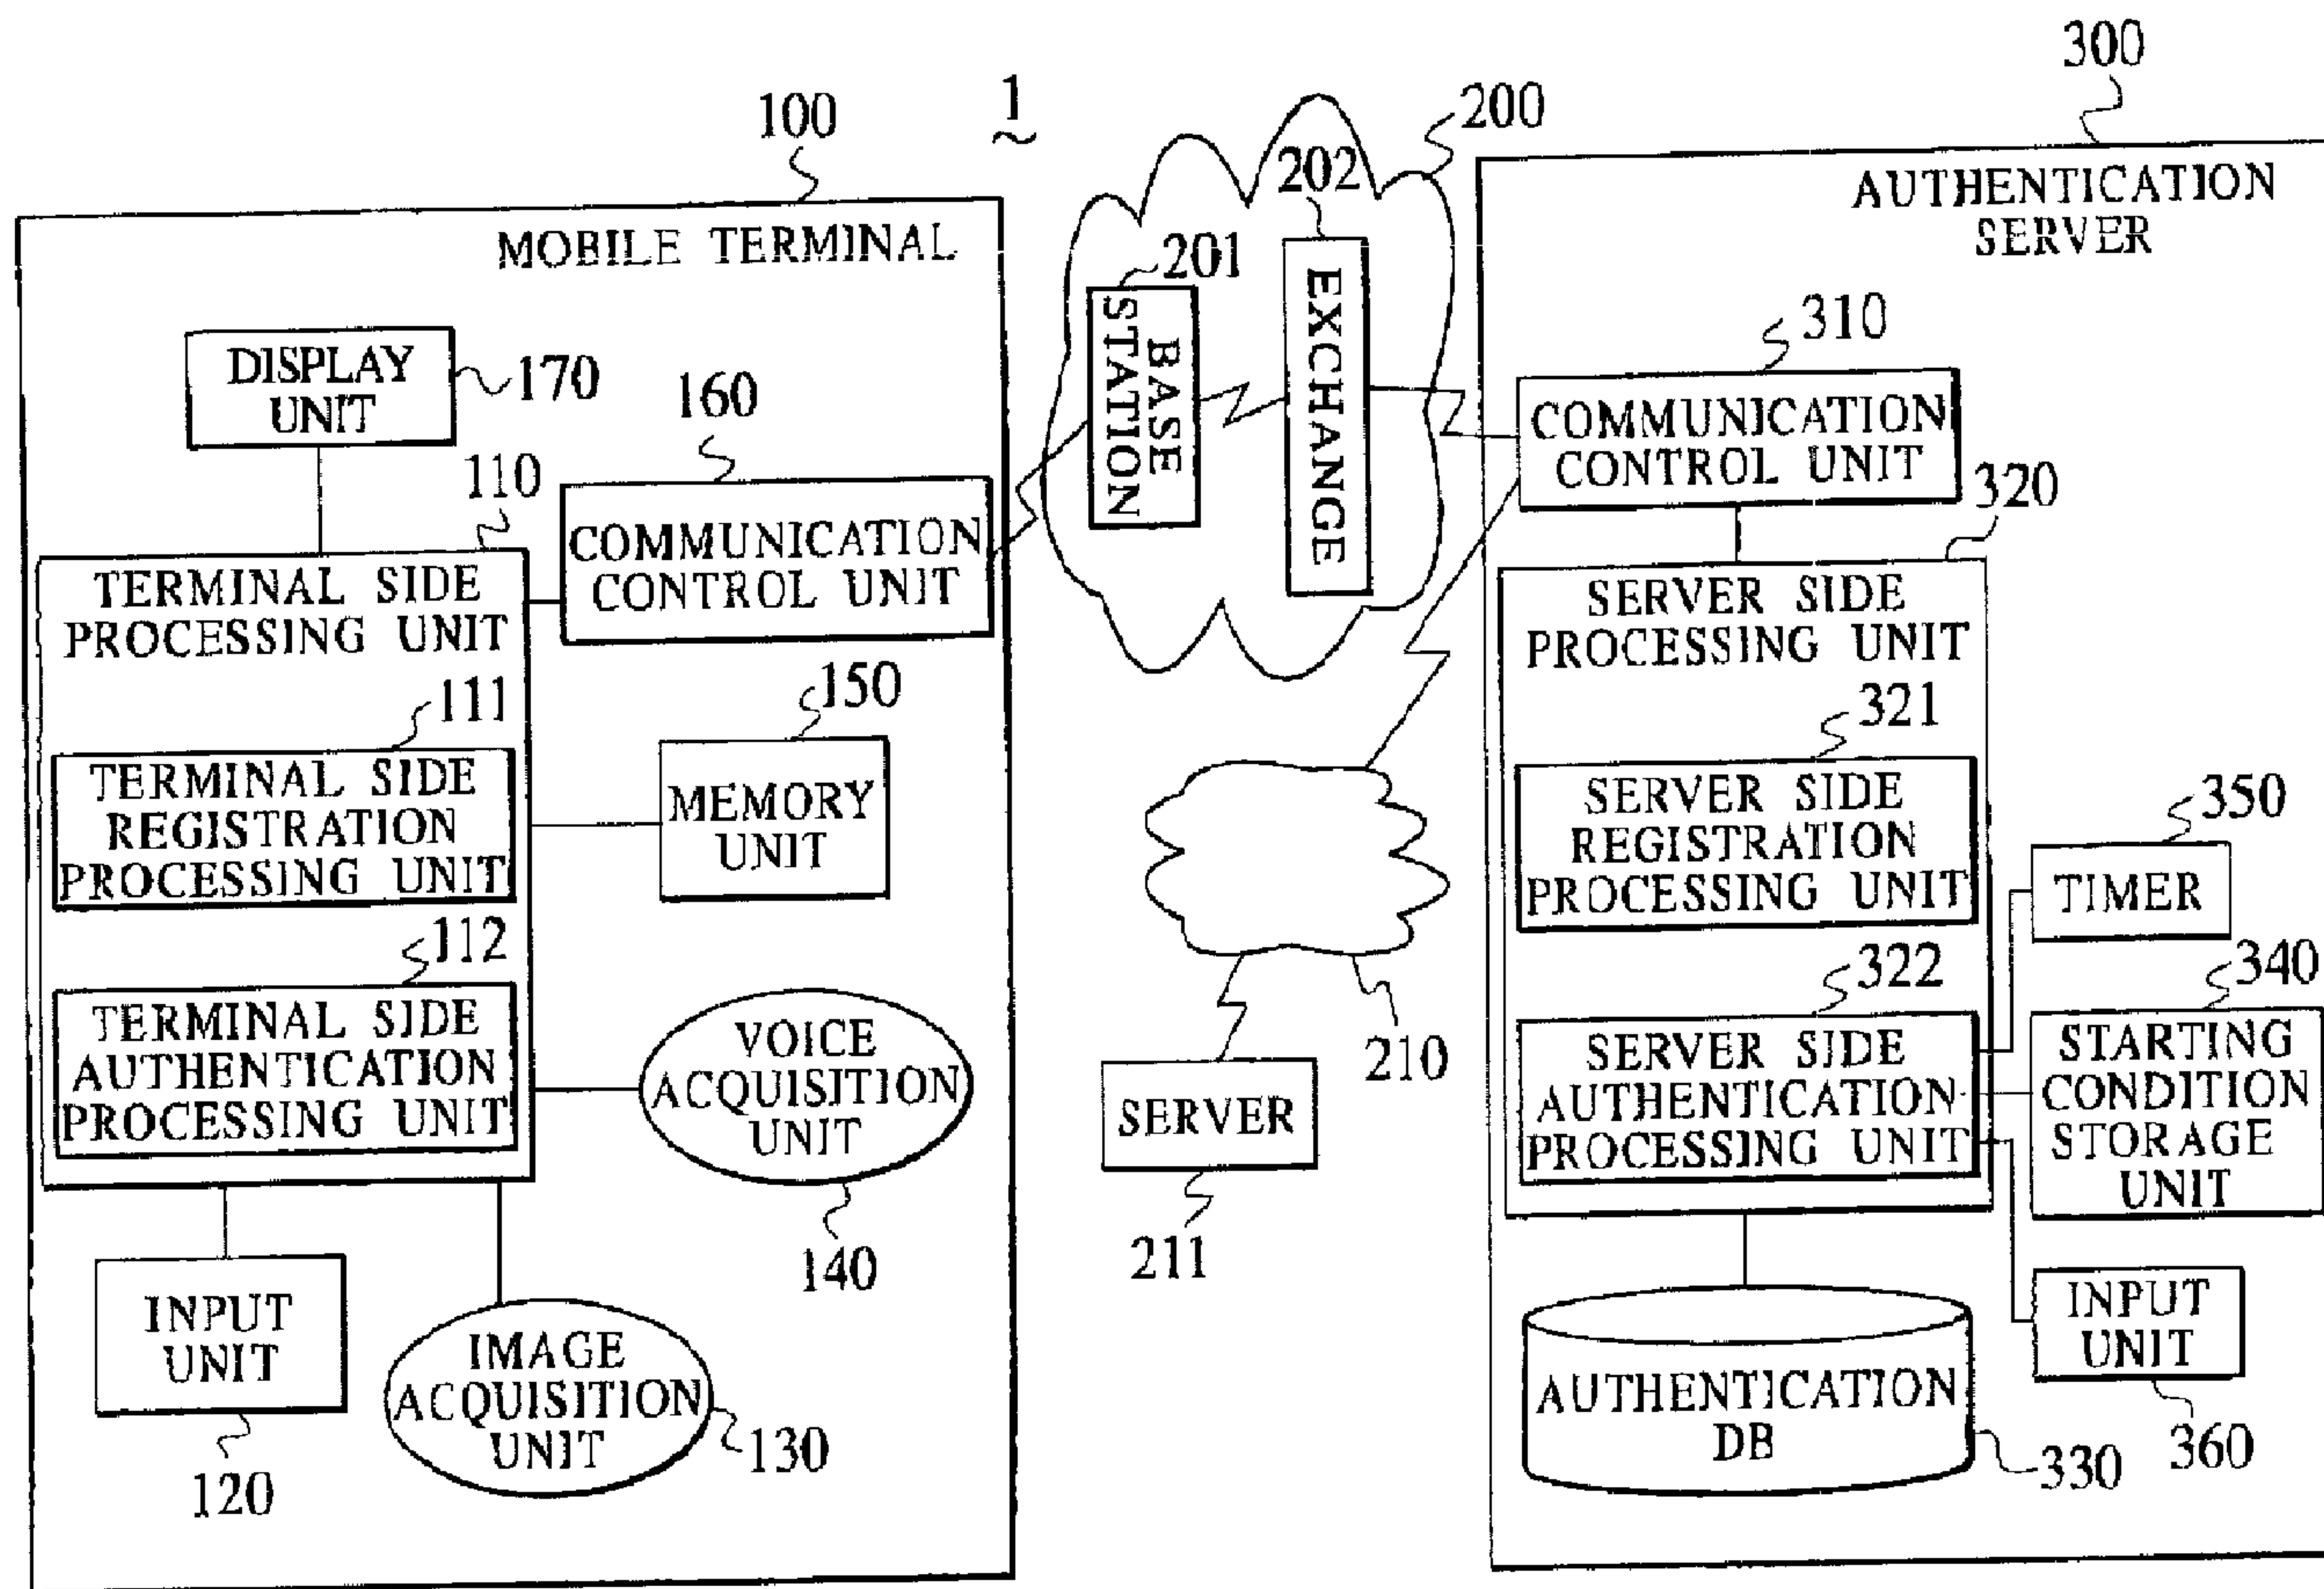 1
100
MOBILE TERMINAL
DISPLAY
UNIT
170
160
COMMUNICATION
CONTROL UNIT
110
TERMINAL SIDE
PROCESSING UNIT
111
TERMINAL SIDE
REGISTRATION
PROCESSING UNIT
112
TERMINAL SIDE
AUTHENTICATION
PROCESSING UNIT
150
MEMORY
UNIT
VOICE
ACQUISITION
UNIT
140
INPUT
UNIT
120
IMAGE
ACQUISITION
UNIT
130
200
201
BASE
STATION
202
EXCHANGE
210
SERVER
211
300
AUTHENTICATION
SERVER
310
COMMUNICATION
CONTROL UNIT
320
SERVER SIDE
PROCESSING UNIT
321
SERVER SIDE
REGISTRATION
PROCESSING UNIT
322
SERVER SIDE
AUTHENTICATION
PROCESSING UNIT
350
TIMER
340
STARTING
CONDITION
STORAGE
UNIT
INPUT
UNIT
360
AUTHENTICATION
DB
330